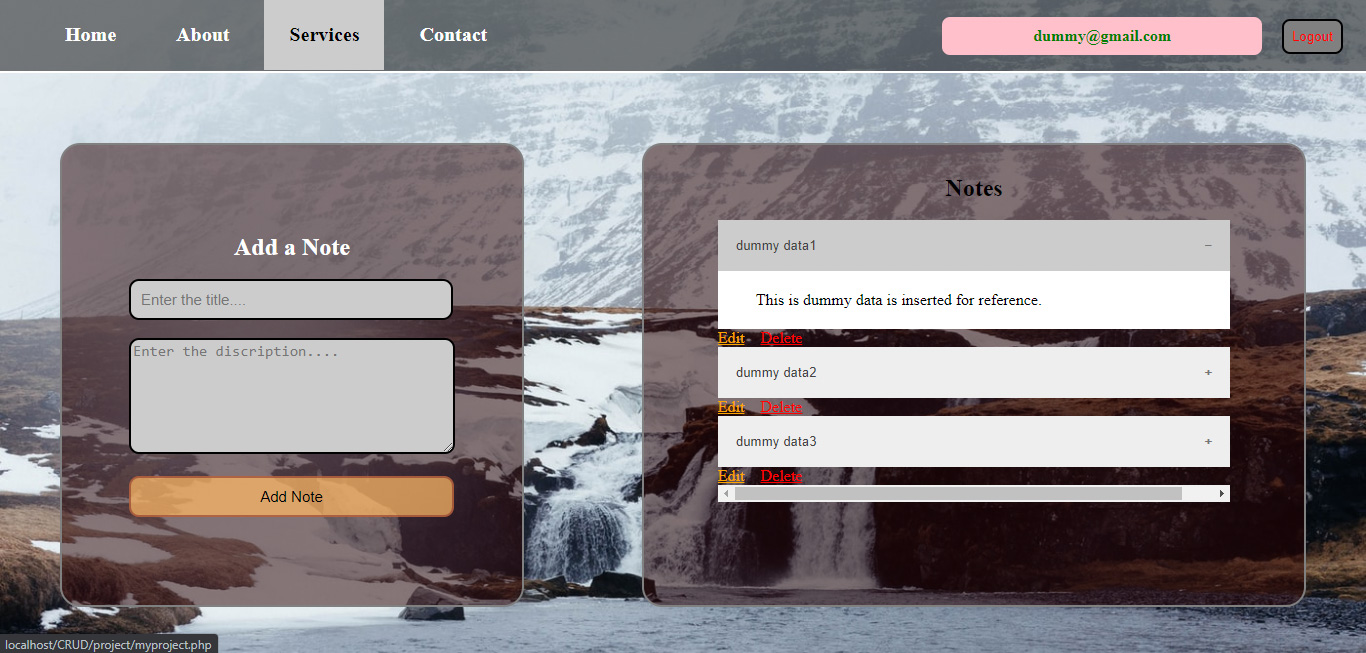 Home About Services Contact dummy@gmail.com Logout
Add a Note
Enter the title....
Enter the discription....
Add Note
Notes
dummy data1 −
This is dummy data is inserted for reference.
Edit Delete
dummy data2 +
Edit Delete
dummy data3 +
Edit Delete
localhost/CRUD/project/myproject.php